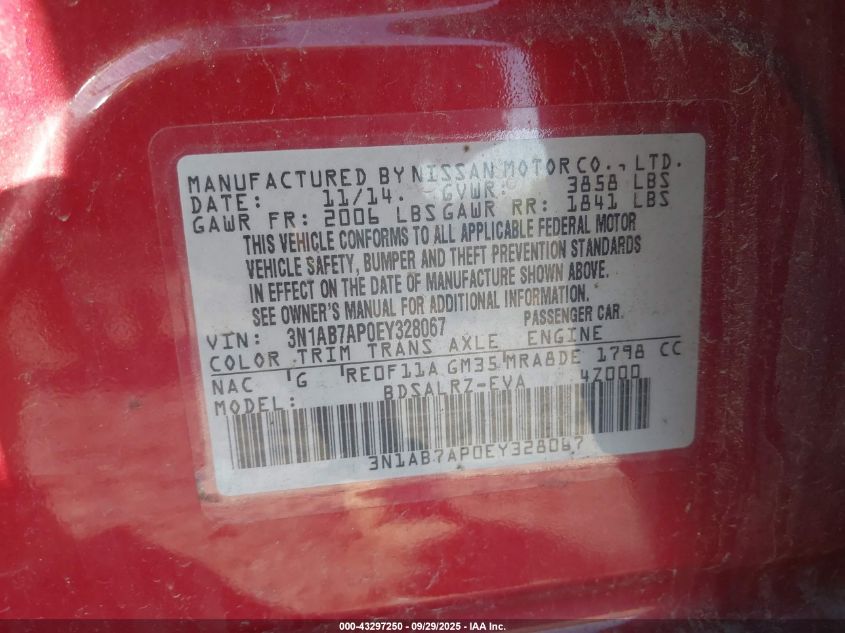 MANUFACTURED BY NISSAN MOTOR CO., LTD.
DATE: 11/14. GVWR: 3858 LBS
GAWR FR: 2006 LBS GAWR RR: 1841 LBS
THIS VEHICLE CONFORMS TO ALL APPLICABLE FEDERAL MOTOR
VEHICLE SAFETY, BUMPER AND THEFT PREVENTION STANDARDS
IN EFFECT ON THE DATE OF MANUFACTURE SHOWN ABOVE.
SEE OWNER'S MANUAL FOR ADDITIONAL INFORMATION.
VIN: 3N1AB7AP0EY328067 PASSENGER CAR.
COLOR TRIM TRANS AXLE ENGINE
NAC G RE0F11A GM35 MRA8DE 1798 CC
MODEL: BDSALRZ-EVA 4Z000
3N1AB7AP0EY328067
000-43297250 - 09/29/2025 - IAA Inc.